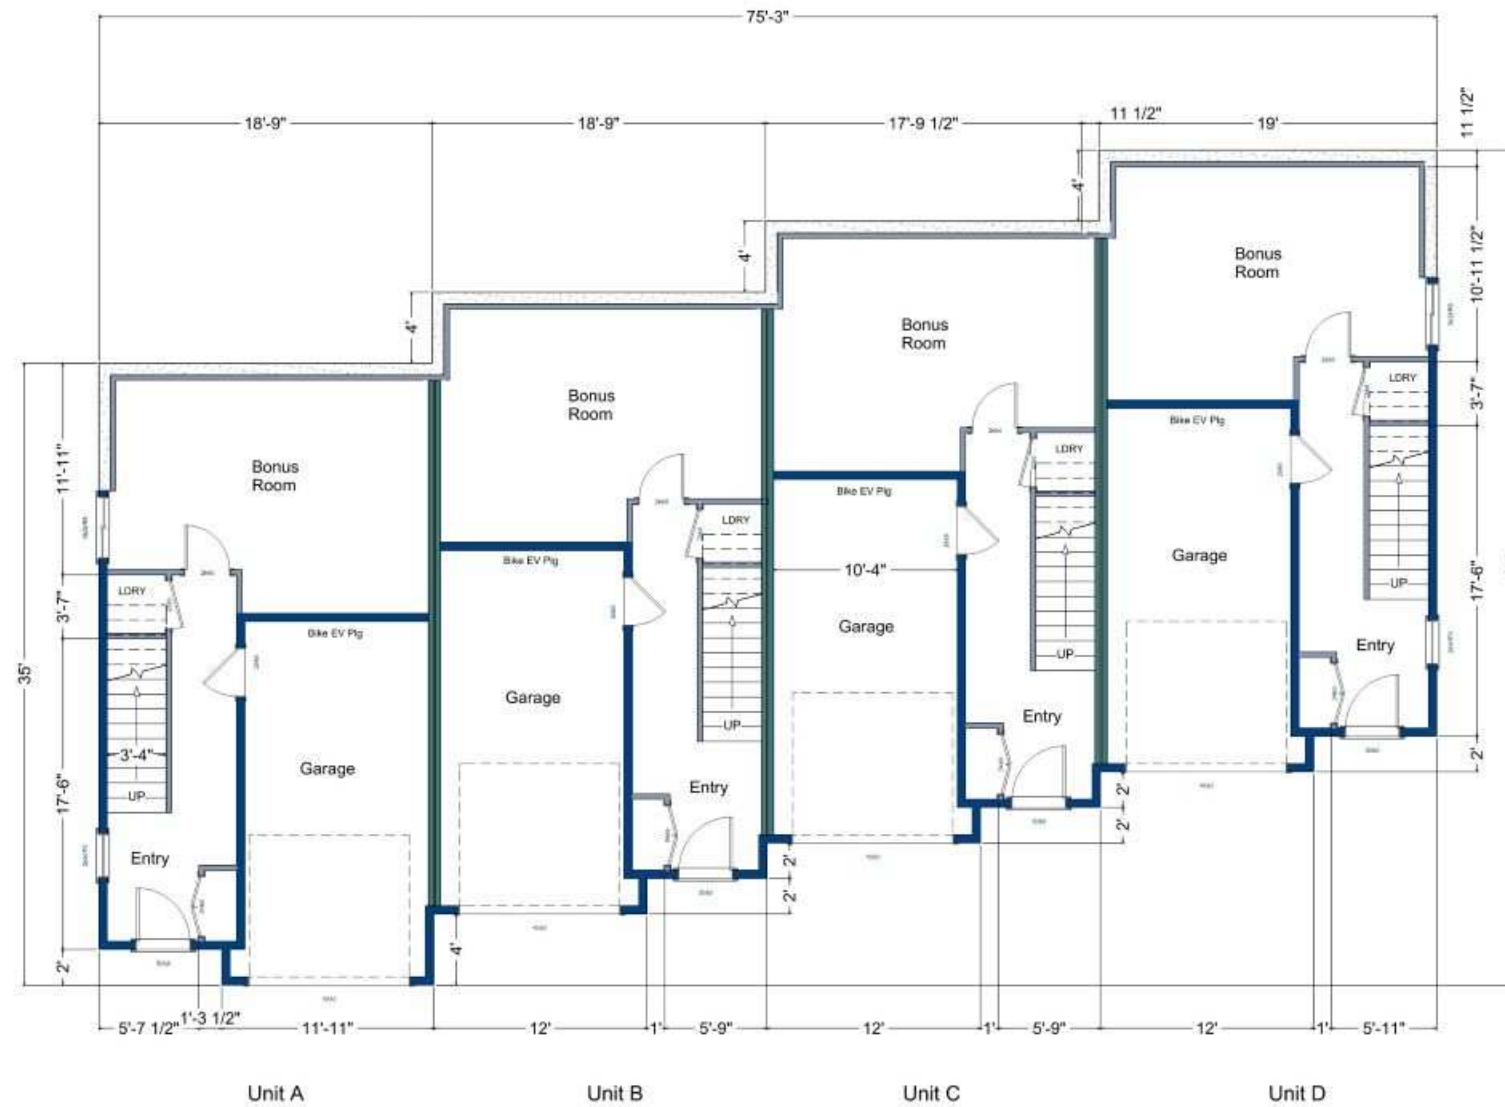 75'-3"
18'-9"
18'-9"
17'-9 1/2"
11 1/2"
19'
11 1/2"
4'
4'
4'
Bonus
Room
10'-11 1/2"
Bonus
Room
LDRY
3'-7"
Bonus
Room
Bike EV Plg
LDRY
Bonus
Room
11'-11"
Bike EV Plg
LDRY
Garage
10'-4"
Bike EV Plg
UP
17'-6"
LDRY
3'-7"
Garage
Bike EV Plg
Entry
UP
35'
Garage
Entry
UP
3'-4"
Garage
2'
UP
17'-6"
Entry
2'
2'
Entry
2'
2'
4'
2'
5'-7 1/2"
1'-3 1/2"
11'-11"
12'
1'
5'-9"
12'
1'
5'-9"
12'
1'
5'-11"
Unit A
Unit B
Unit C
Unit D